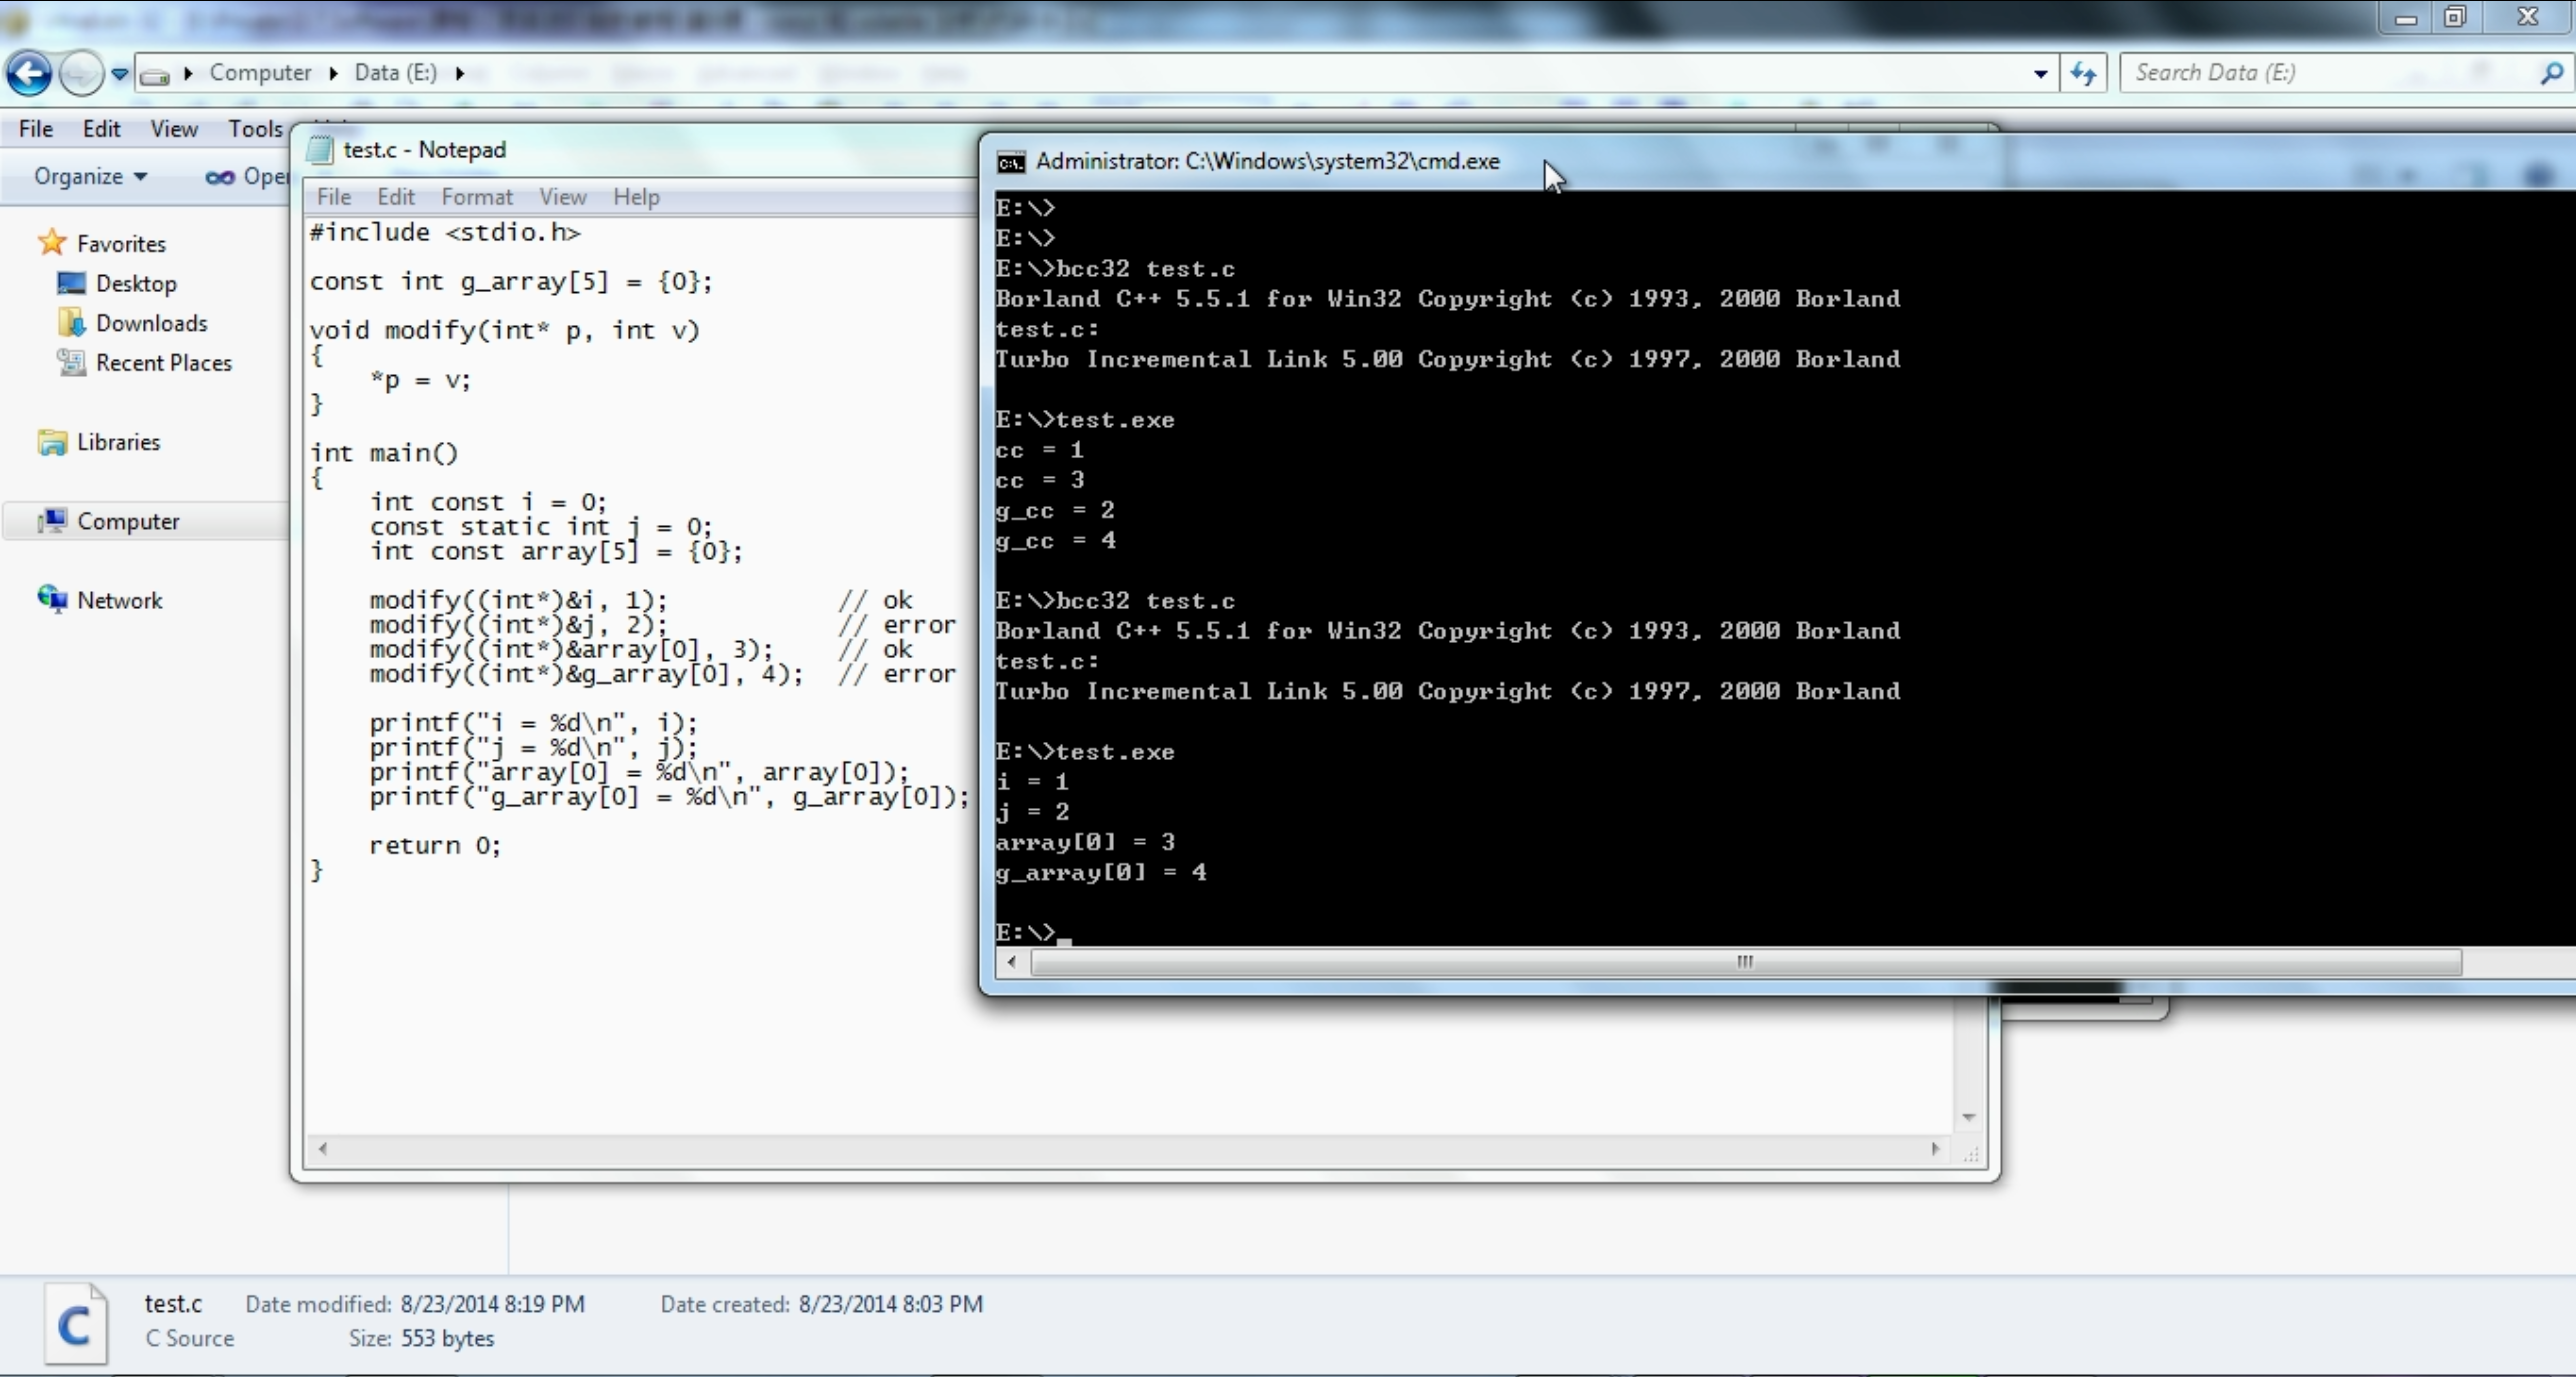 Computer Data (E:)
Search Data (E:)
File Edit View Tools
Organize
Favorites
Desktop
Downloads
Recent Places
Libraries
Computer
Network
test.c - Notepad
File Edit Format View Help
#include <stdio.h>
const int g_array[5] = {0};
void modify(int* p, int v)
{
*p = v;
}
int main()
{
int const i = 0;
const static int j = 0;
int const array[5] = {0};
modify((int*)&i, 1); // ok
modify((int*)&j, 2); // error
modify((int*)&array[0], 3); // ok
modify((int*)&g_array[0], 4); // error
printf("i = %d\n", i);
printf("j = %d\n", j);
printf("array[0] = %d\n", array[0]);
printf("g_array[0] = %d\n", g_array[0]);
return 0;
}
Administrator: C:\Windows\system32\cmd.exe
E:\>
E:\>
E:\>bcc32 test.c
Borland C++ 5.5.1 for Win32 Copyright (c) 1993, 2000 Borland
test.c:
Turbo Incremental Link 5.00 Copyright (c) 1997, 2000 Borland
E:\>test.exe
cc = 1
cc = 3
g_cc = 2
g_cc = 4
E:\>bcc32 test.c
Borland C++ 5.5.1 for Win32 Copyright (c) 1993, 2000 Borland
test.c:
Turbo Incremental Link 5.00 Copyright (c) 1997, 2000 Borland
E:\>test.exe
i = 1
j = 2
array[0] = 3
g_array[0] = 4
E:\>_
test.c Date modified: 8/23/2014 8:19 PM Date created: 8/23/2014 8:03 PM
C Source Size: 553 bytes